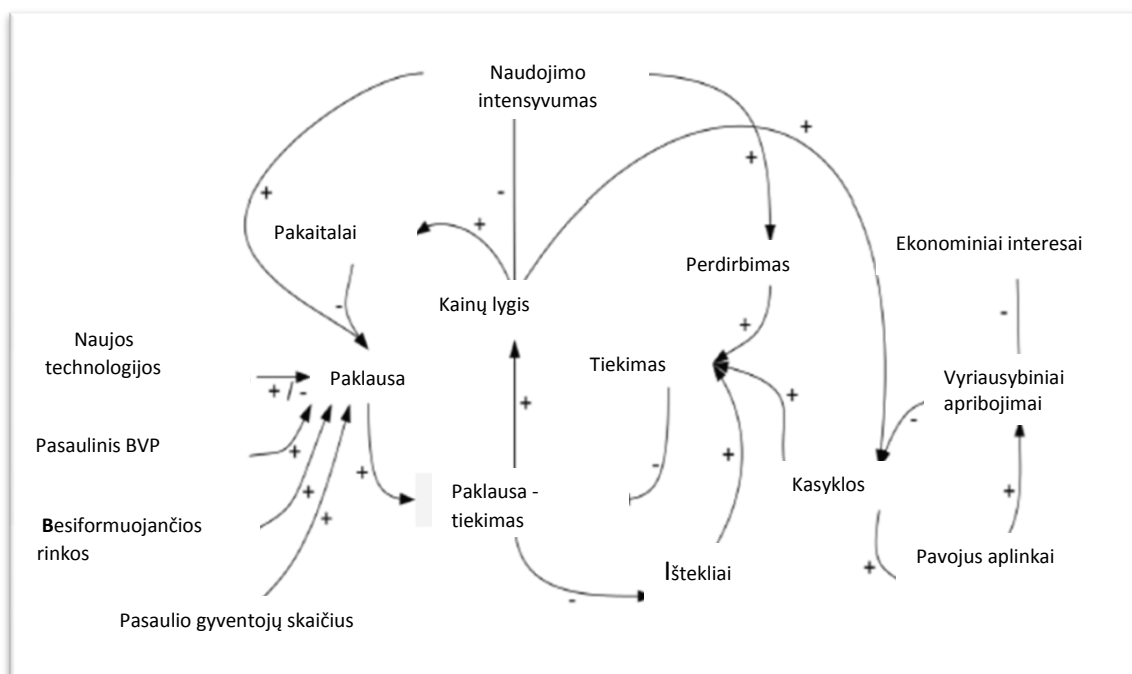 Naudojimo
intensyvumas
+
+
-
+
Pakaitalai
+
Ekonominiai interesai
Perdirbimas
-
Kainų lygis
-
+
Naujos
technologijos
Tiekimas
Paklausa
+ / -
Vyriausybiniai
apribojimai
+
+
-
Pasaulinis BVP
+
+
-
+
Kasyklos
+
Paklausa -
tiekimas
+
+
Besiformuojančios
rinkos
+
Pavojus aplinkai
+
Ištekliai
-
Pasaulio gyventojų skaičius